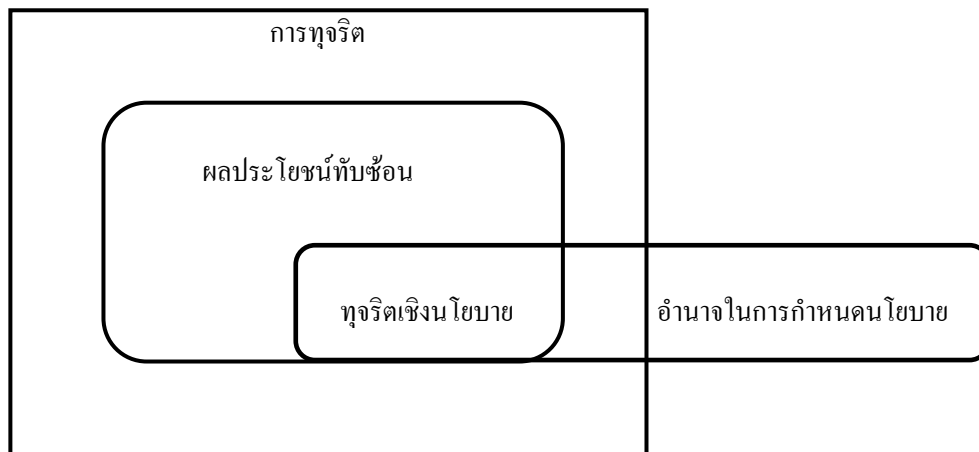 การทุจริต
ผลประโยชน์ทับซ้อน
ทุจริตเชิงนโยบาย
อำนาจในการกำหนดนโยบาย